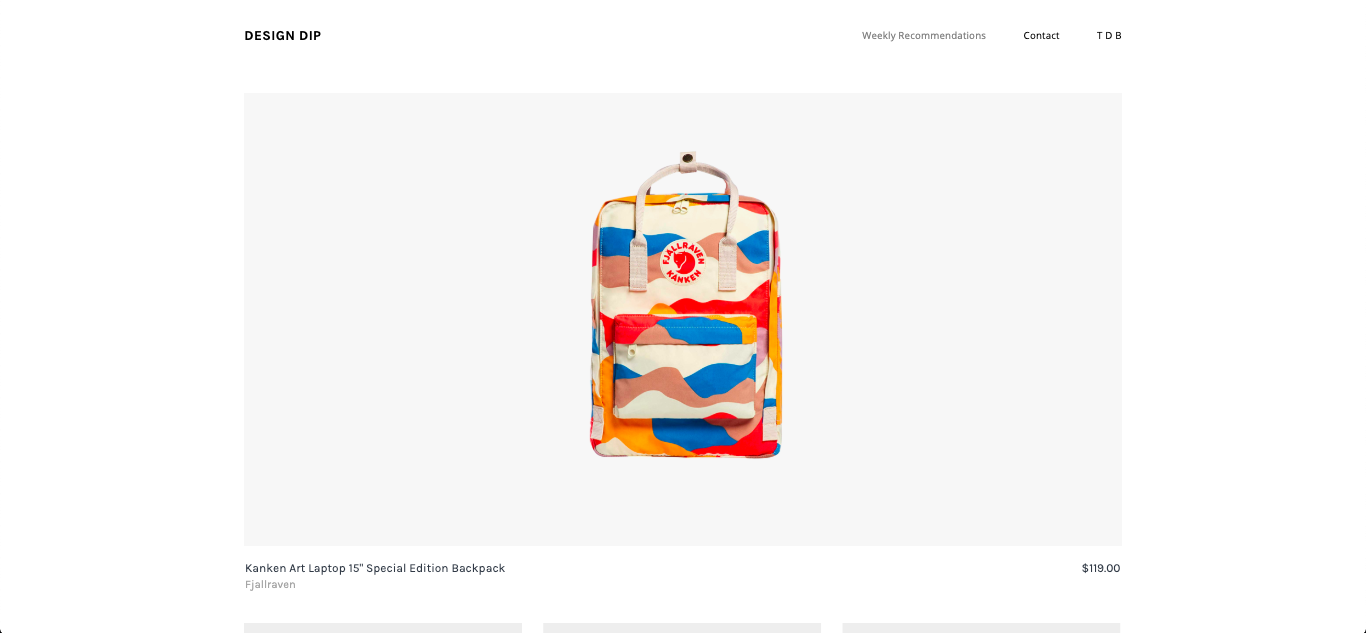 DESIGN DIP
Weekly Recommendations
Contact
T D B
FJÄLLRÄVEN
KÅNKEN
Kanken Art Laptop 15" Special Edition Backpack
$119.00
Fjallraven